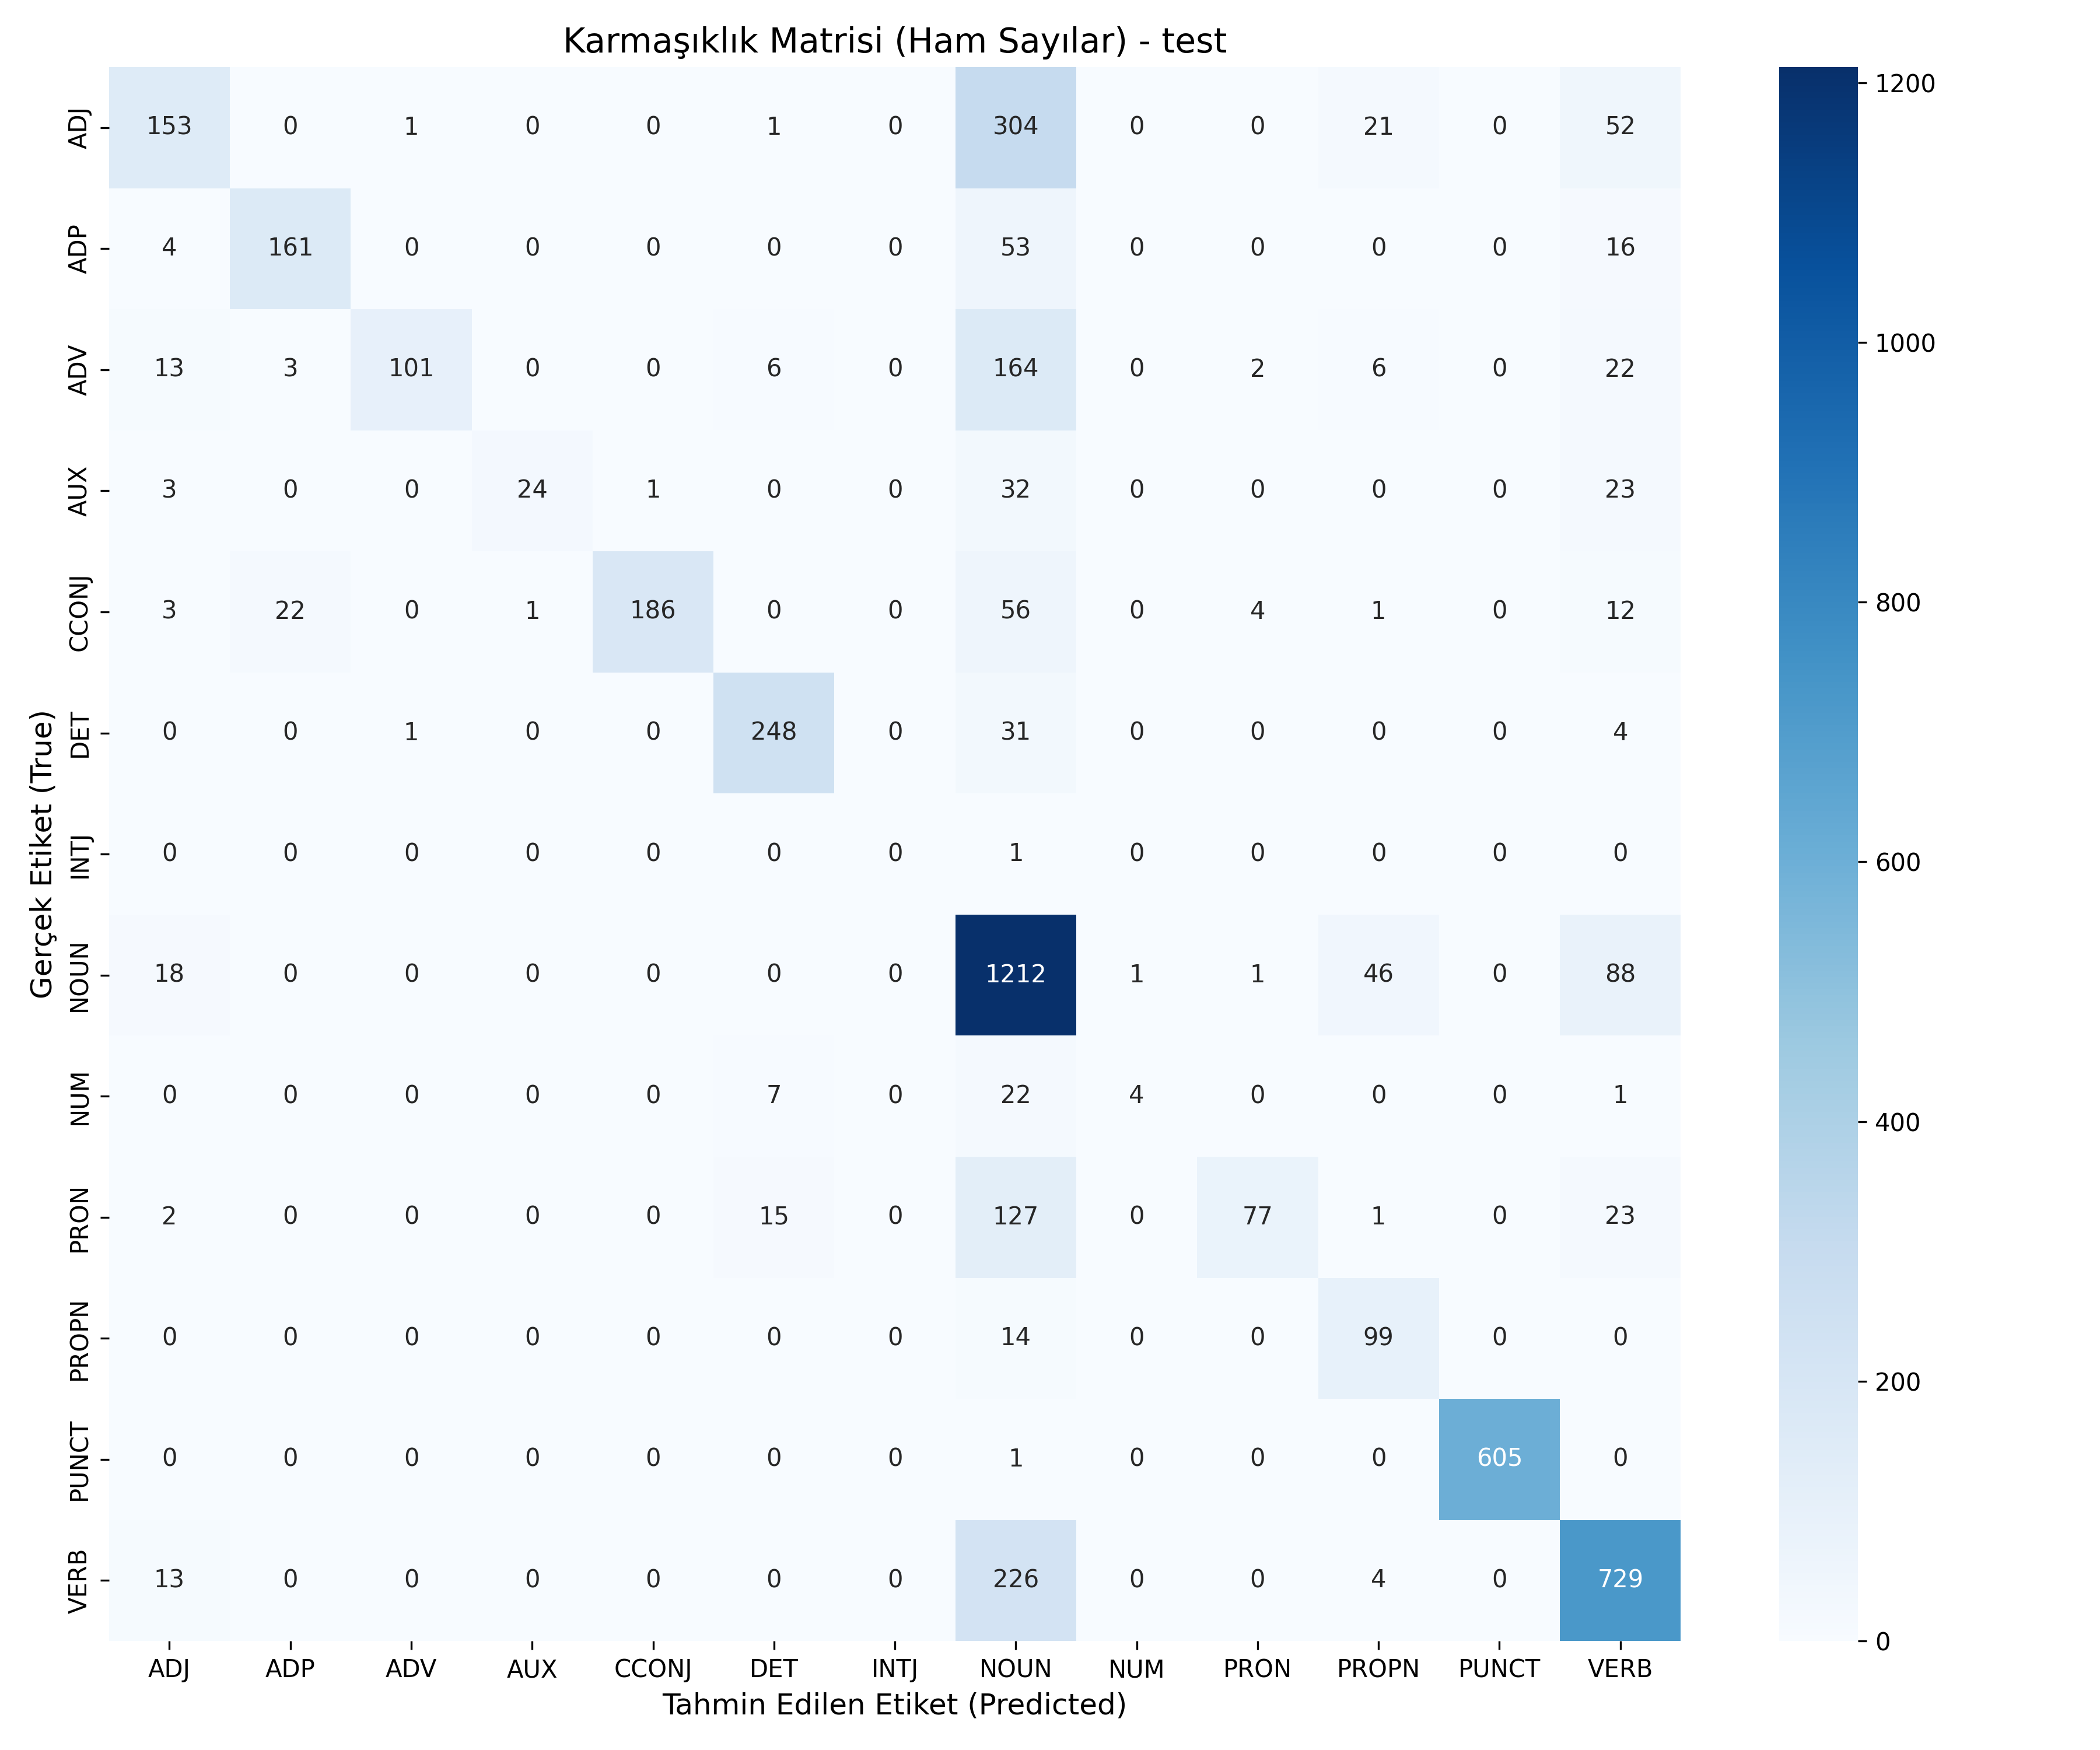 Karmaşıklık Matrisi (Ham Sayılar) - test
ADJ 153 0 1 0 0 1 0 304 0 0 21 0 52
ADP 4 161 0 0 0 0 0 53 0 0 0 0 16
ADV 13 3 101 0 0 6 0 164 0 2 6 0 22
AUX 3 0 0 24 1 0 0 32 0 0 0 0 23
CCONJ 3 22 0 1 186 0 0 56 0 4 1 0 12
DET 0 0 1 0 0 248 0 31 0 0 0 0 4
INTJ 0 0 0 0 0 0 0 1 0 0 0 0 0
NOUN 18 0 0 0 0 0 0 1212 1 1 46 0 88
NUM 0 0 0 0 0 7 0 22 4 0 0 0 1
PRON 2 0 0 0 0 15 0 127 0 77 1 0 23
PROPN 0 0 0 0 0 0 0 14 0 0 99 0 0
PUNCT 0 0 0 0 0 0 0 1 0 0 0 605 0
VERB 13 0 0 0 0 0 0 226 0 0 4 0 729
ADJ ADP ADV AUX CCONJ DET INTJ NOUN NUM PRON PROPN PUNCT VERB
Tahmin Edilen Etiket (Predicted)
Gerçek Etiket (True)
1200
1000
800
600
400
200
0